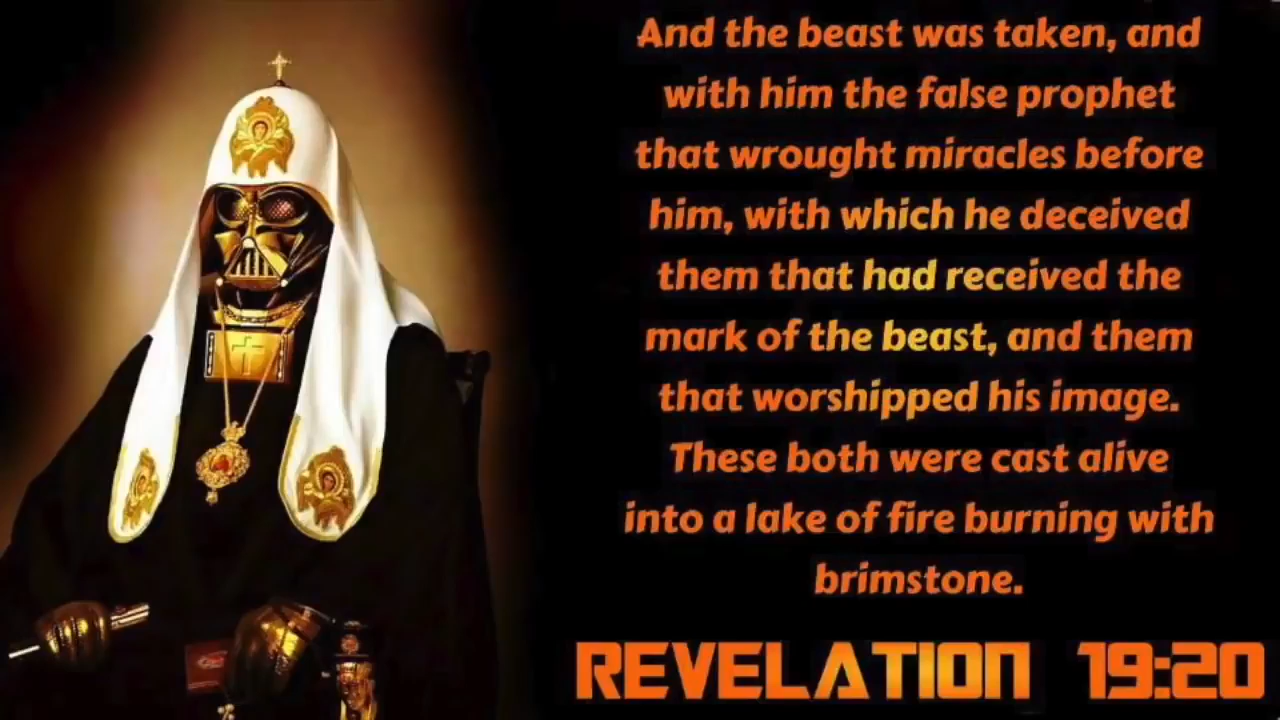 And the beast was taken, and
with him the false prophet
that wrought miracles before
him, with which he deceived
them that had received the
mark of the beast, and them
that worshipped his image.
These both were cast alive
into a lake of fire burning with
brimstone.
REVELATION 19:20